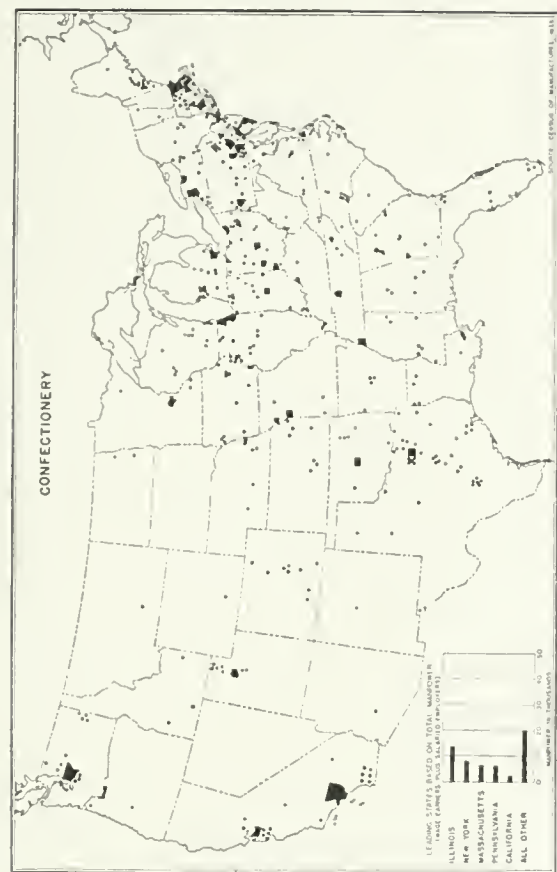 CONFECTIONERY
LEADING STATES BASED ON TOTAL MANPOWER
(WAGE EARNERS PLUS SALARIED EMPLOYEES)
ILLINOIS
NEW YORK
MASSACHUSETTS
PENNSYLVANIA
CALIFORNIA
ALL OTHER
MANPOWER IN THOUSANDS
SOURCE: CENSUS OF MANUFACTURES